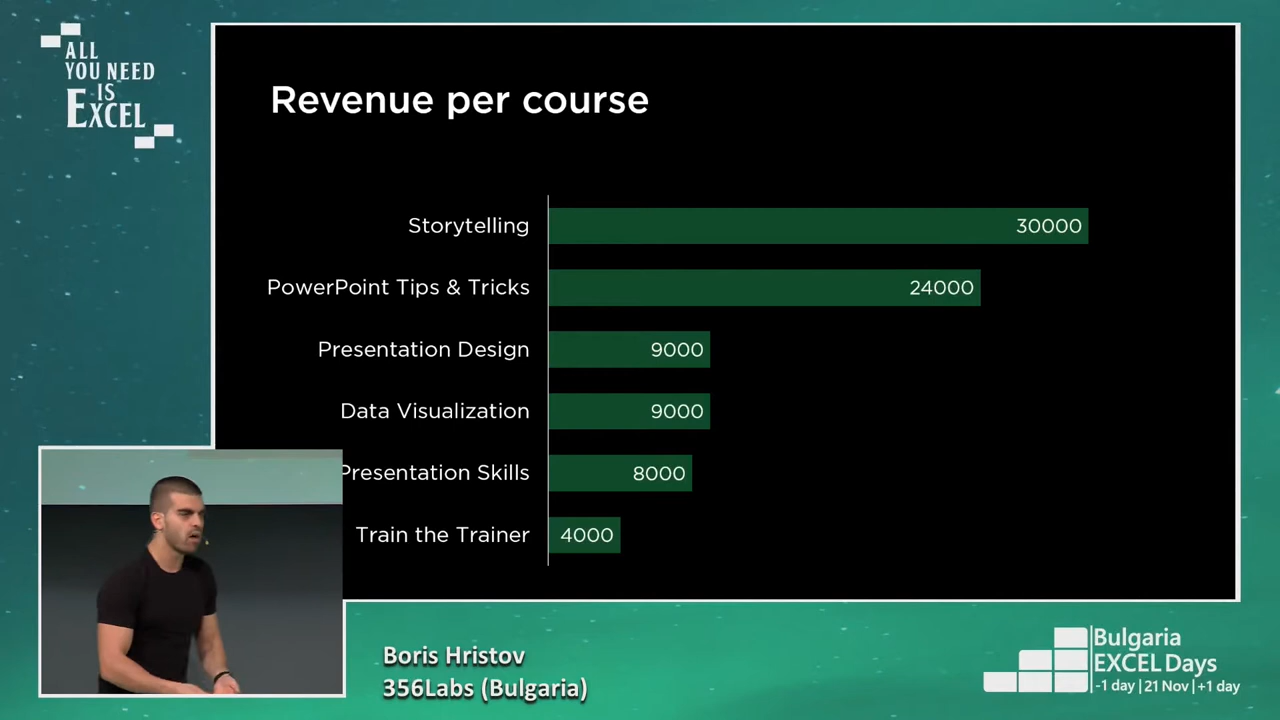 ALL
YOU NEED
IS
EXCEL
Revenue per course
Storytelling 30000
PowerPoint Tips & Tricks 24000
Presentation Design 9000
Data Visualization 9000
Presentation Skills 8000
Train the Trainer 4000
Boris Hristov
356Labs (Bulgaria)
Bulgaria
EXCEL Days
-1 day | 21 Nov | +1 day